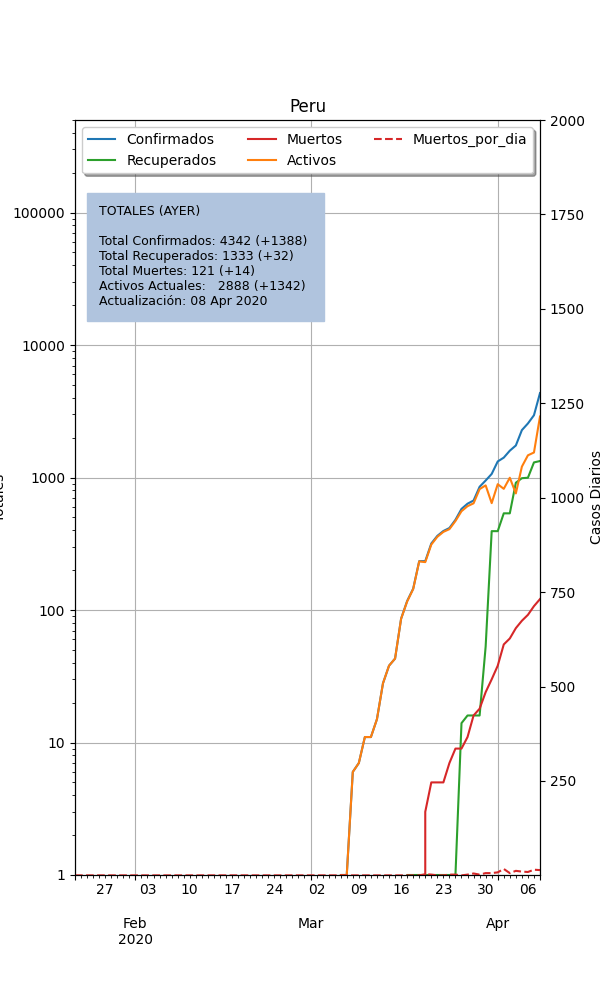 Peru
Confirmados Muertos Muertos_por_dia
Recuperados Activos
TOTALES (AYER)
Total Confirmados: 4342 (+1388)
Total Recuperados: 1333 (+32)
Total Muertes: 121 (+14)
Activos Actuales: 2888 (+1342)
Actualización: 08 Apr 2020
100000
10000
1000
100
10
1
2000
1750
1500
1250
1000
750
500
250
Casos Diarios
27 03 10 17 24 02 09 16 23 30 06
Feb Mar Apr
2020